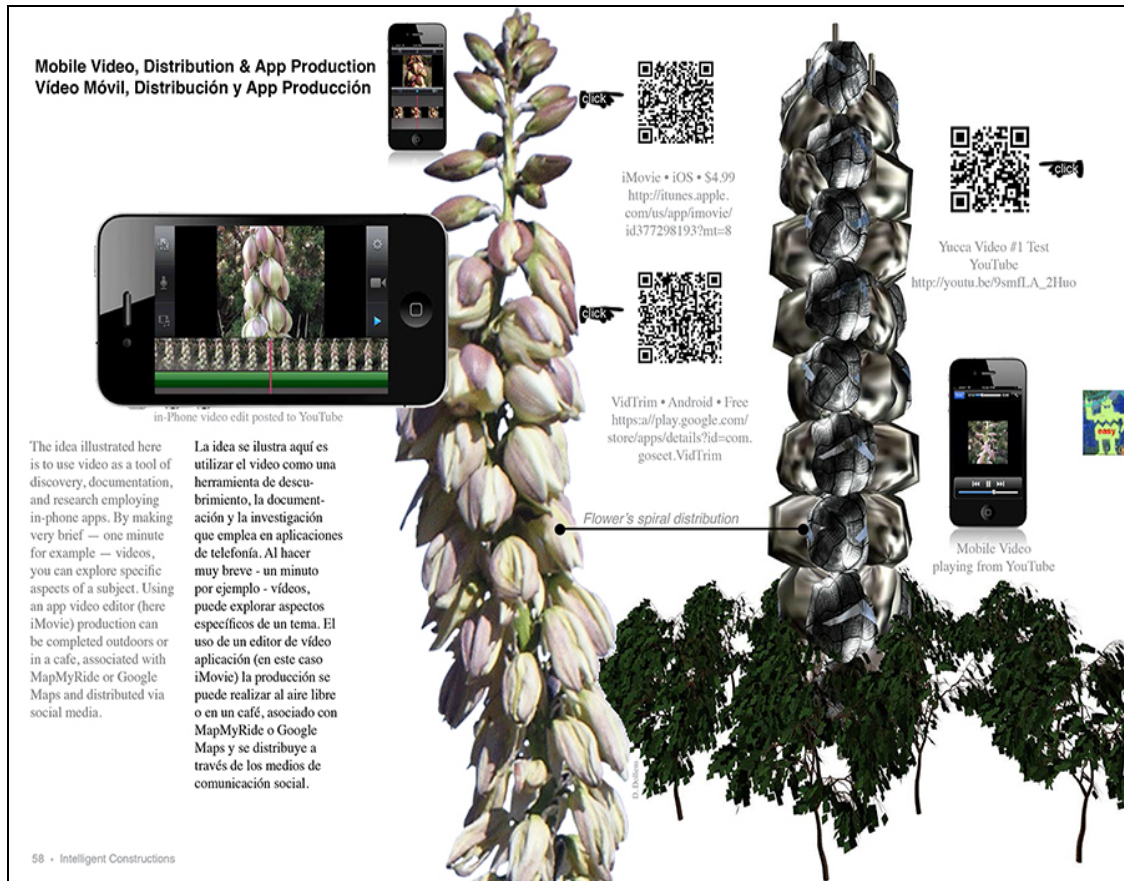 Mobile Video, Distribution & App Production
Vídeo Móvil, Distribución y App Producción
click
iMovie • iOS • $4.99
http://itunes.apple.
com/us/app/imovie/
id377298193?mt=8
click
Yucca Video #1 Test
YouTube
http://youtu.be/9smfLA_2Huo
click
VidTrim • Android • Free
https:a//play.google.com/
store/apps/details?id=com.
goseet.VidTrim
easy
in-Phone video edit posted to YouTube
The idea illustrated here
is to use video as a tool of
discovery, documentation,
and research employing
in-phone apps. By making
very brief — one minute
for example — videos,
you can explore specific
aspects of a subject. Using
an app video editor (here
iMovie) production can
be completed outdoors or
in a cafe, associated with
MapMyRide or Google
Maps and distributed via
social media.
La idea se ilustra aquí es
utilizar el video como una
herramienta de descu-
brimiento, la document-
ación y la investigación
que emplea en aplicaciones
de telefonía. Al hacer
muy breve - un minuto
por ejemplo - vídeos,
puede explorar aspectos
específicos de un tema. El
uso de un editor de vídeo
aplicación (en este caso
iMovie) la producción se
puede realizar al aire libre
o en un café, asociado con
MapMyRide o Google
Maps y se distribuye a
través de los medios de
comunicación social.
Flower's spiral distribution
Mobile Video
playing from YouTube
D. Dollens
58 • Intelligent Constructions